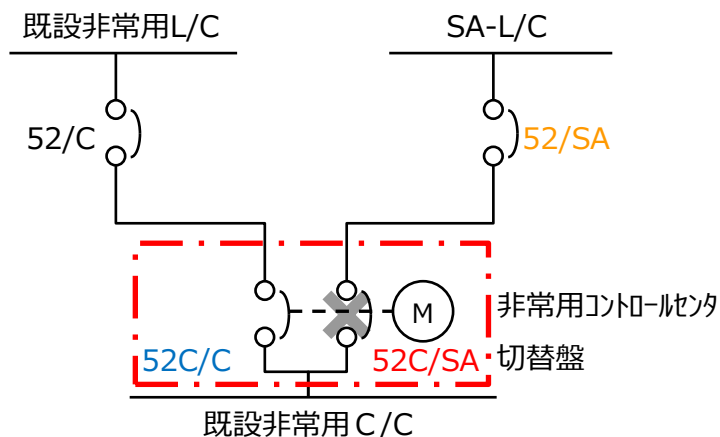 既設非常用L/C
SA-L/C
52/C
52/SA
M
非常用ｺﾝﾄﾛｰﾙｾﾝﾀ
52C/C
52C/SA
切替盤
既設非常用Ｃ/C